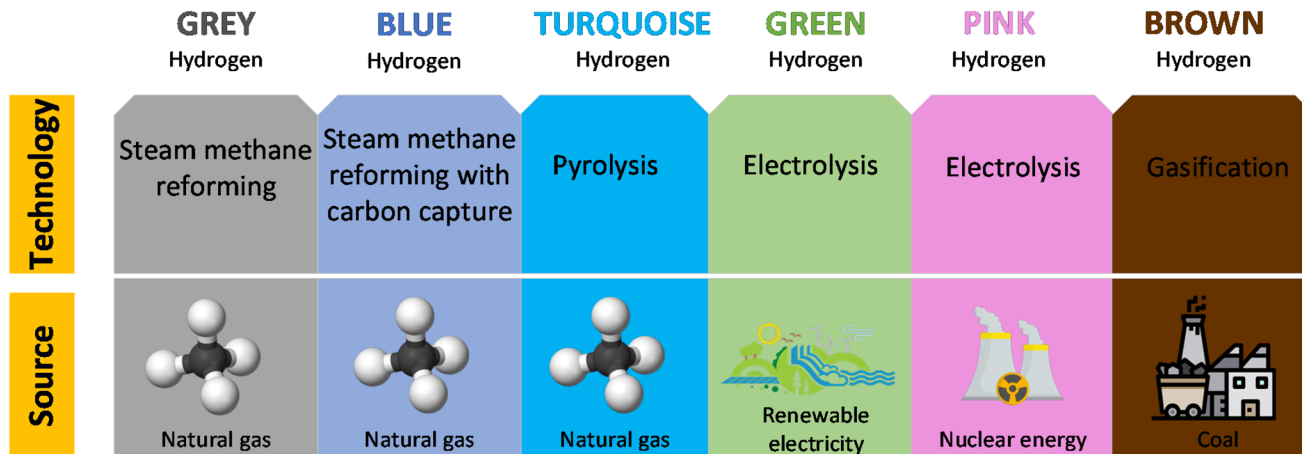 GREY
Hydrogen
BLUE
Hydrogen
TURQUOISE
Hydrogen
GREEN
Hydrogen
PINK
Hydrogen
BROWN
Hydrogen
Technology
Steam methane
reforming
Steam methane
reforming with
carbon capture
Pyrolysis
Electrolysis
Electrolysis
Gasification
Source
Natural gas
Natural gas
Natural gas
Renewable
electricity
Nuclear energy
Coal